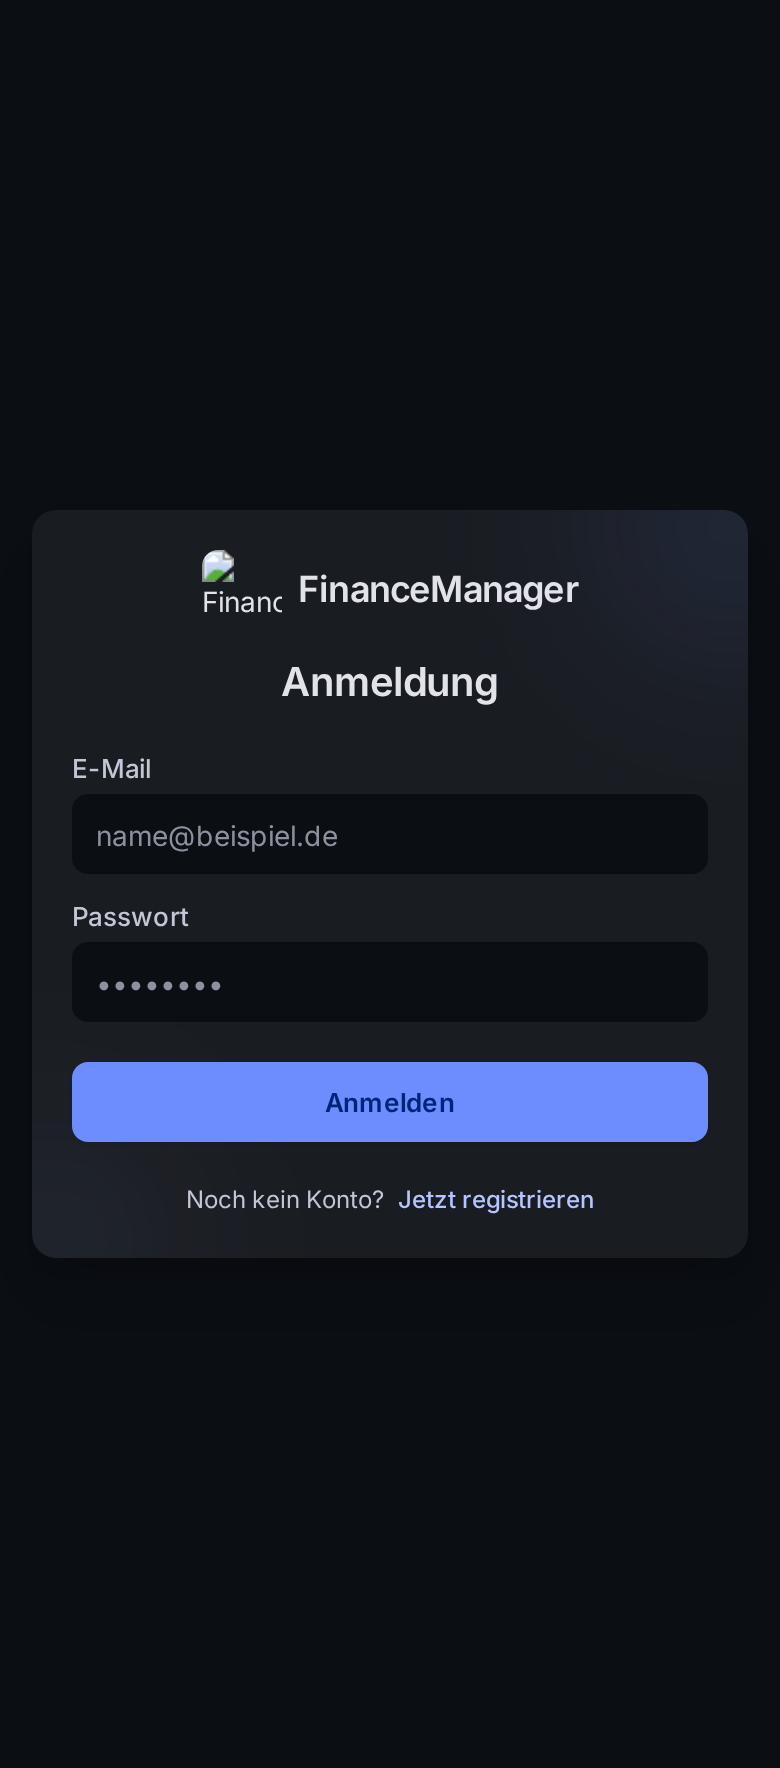 Financ
FinanceManager
Anmeldung
E-Mail
name@beispiel.de
Passwort
••••••••
Anmelden
Noch kein Konto? Jetzt registrieren